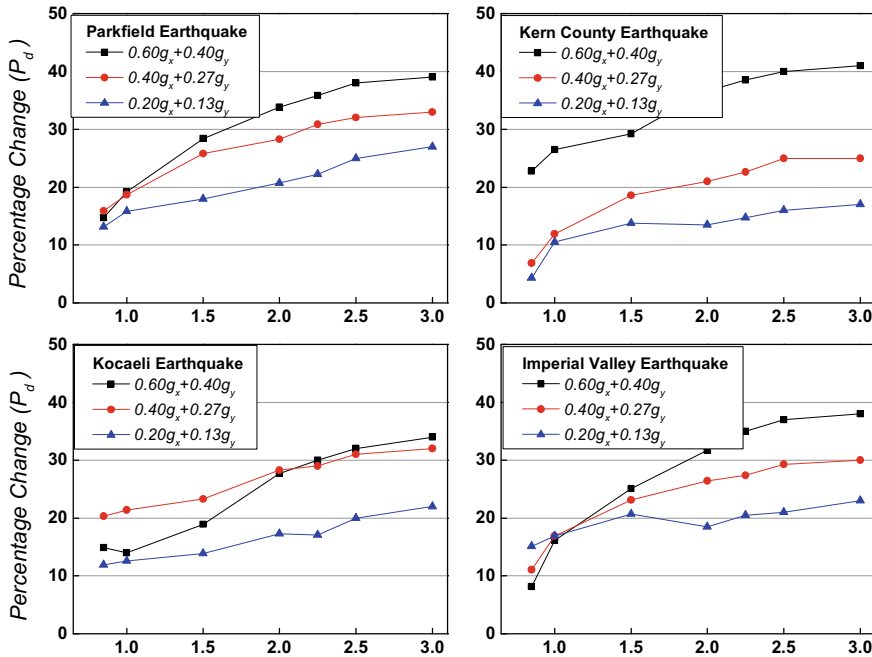 Parkfield Earthquake
0.60gx+0.40gy
0.40gx+0.27gy
0.20gx+0.13gy
Percentage Change (Pd)
50
40
30
20
10
0
1.0 1.5 2.0 2.5 3.0
Kern County Earthquake
0.60gx+0.40gy
0.40gx+0.27gy
0.20gx+0.13gy
50
40
30
20
10
0
1.0 1.5 2.0 2.5 3.0
Kocaeli Earthquake
0.60gx+0.40gy
0.40gx+0.27gy
0.20gx+0.13gy
Percentage Change (Pd)
50
40
30
20
10
0
1.0 1.5 2.0 2.5 3.0
Imperial Valley Earthquake
0.60gx+0.40gy
0.40gx+0.27gy
0.20gx+0.13gy
50
40
30
20
10
0
1.0 1.5 2.0 2.5 3.0